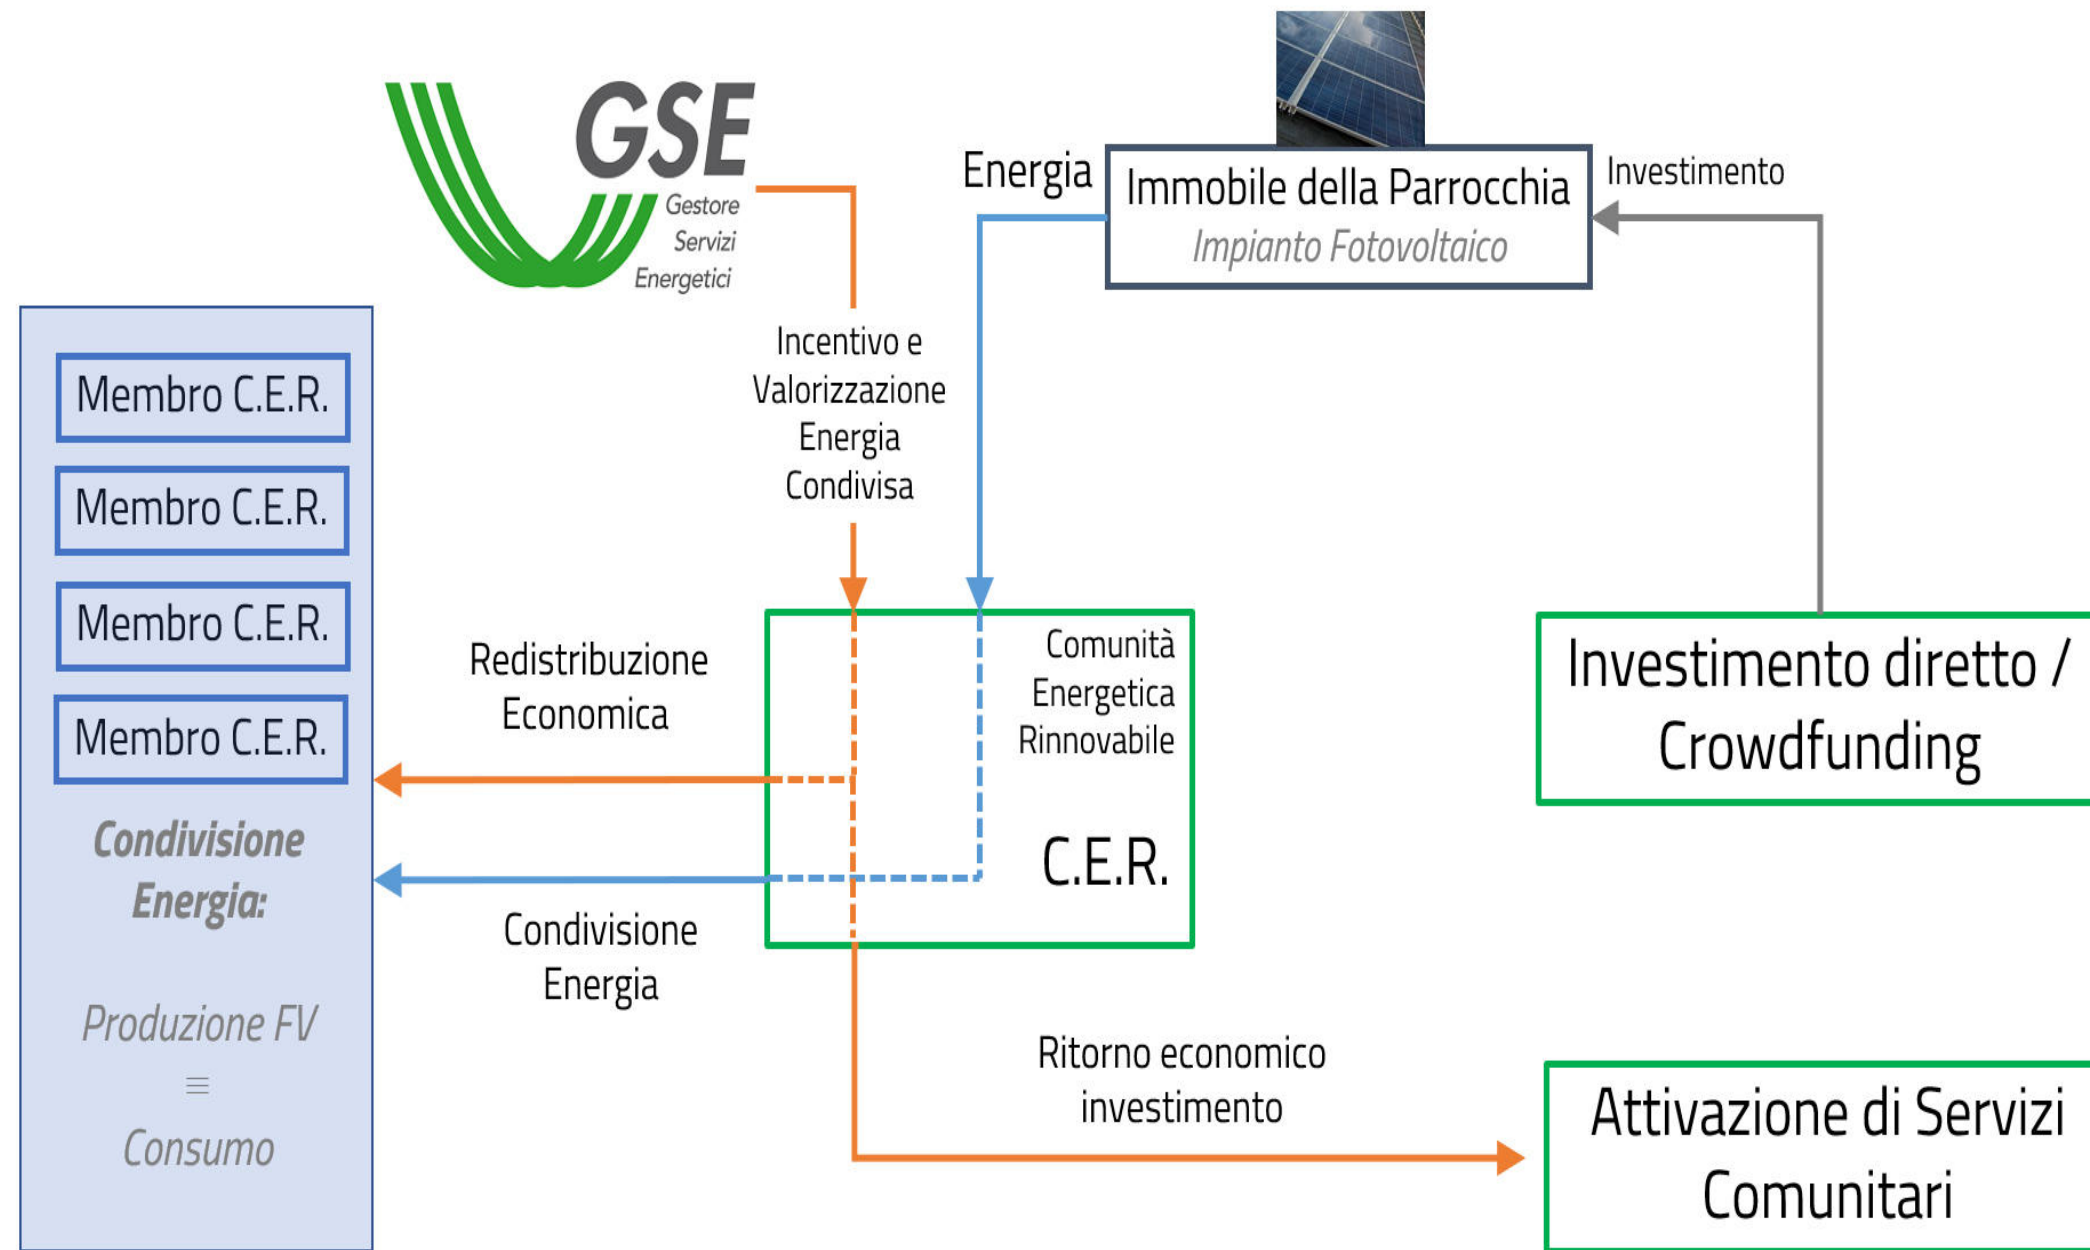 GSE
Gestore
Servizi
Energetici
Energia
Immobile della Parrocchia
Impianto Fotovoltaico
Investimento
Incentivo e
Valorizzazione
Energia
Condivisa
Membro C.E.R.
Membro C.E.R.
Membro C.E.R.
Membro C.E.R.
Condivisione
Energia:
Produzione FV
≡
Consumo
Redistribuzione
Economica
Condivisione
Energia
Comunità
Energetica
Rinnovabile
C.E.R.
Investimento diretto /
Crowdfunding
Ritorno economico
investimento
Attivazione di Servizi
Comunitari